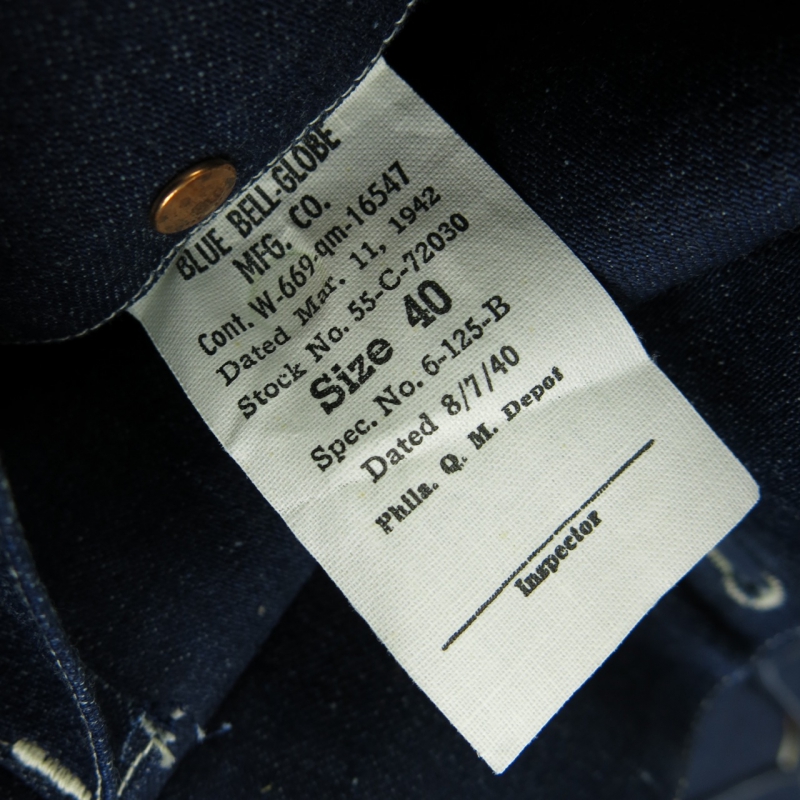 BLUE BELL-GLOBE
MFG. CO.
Cont. W-669-qm-16547
Dated Mar. 11, 1942
Stock No. 55-C-72030
Size 40
Spec. No. 6-125-B
Dated 8/7/40
Phila. Q. M. Depot
Inspector